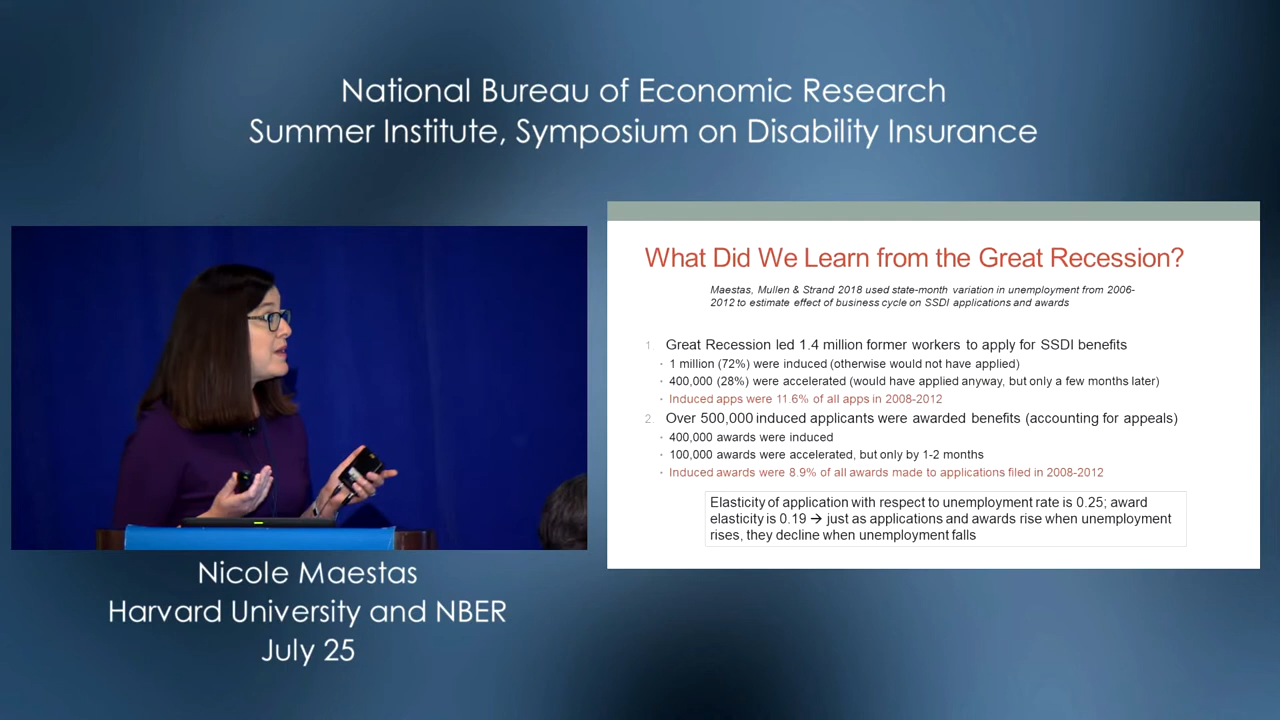 National Bureau of Economic Research
Summer Institute, Symposium on Disability Insurance
What Did We Learn from the Great Recession?
Maestas, Mullen & Strand 2018 used state-month variation in unemployment from 2006-
2012 to estimate effect of business cycle on SSDI applications and awards
1. Great Recession led 1.4 million former workers to apply for SSDI benefits
• 1 million (72%) were induced (otherwise would not have applied)
• 400,000 (28%) were accelerated (would have applied anyway, but only a few months later)
• Induced apps were 11.6% of all apps in 2008-2012
2. Over 500,000 induced applicants were awarded benefits (accounting for appeals)
• 400,000 awards were induced
• 100,000 awards were accelerated, but only by 1-2 months
• Induced awards were 8.9% of all awards made to applications filed in 2008-2012
Elasticity of application with respect to unemployment rate is 0.25; award
elasticity is 0.19 → just as applications and awards rise when unemployment
rises, they decline when unemployment falls
Nicole Maestas
Harvard University and NBER
July 25